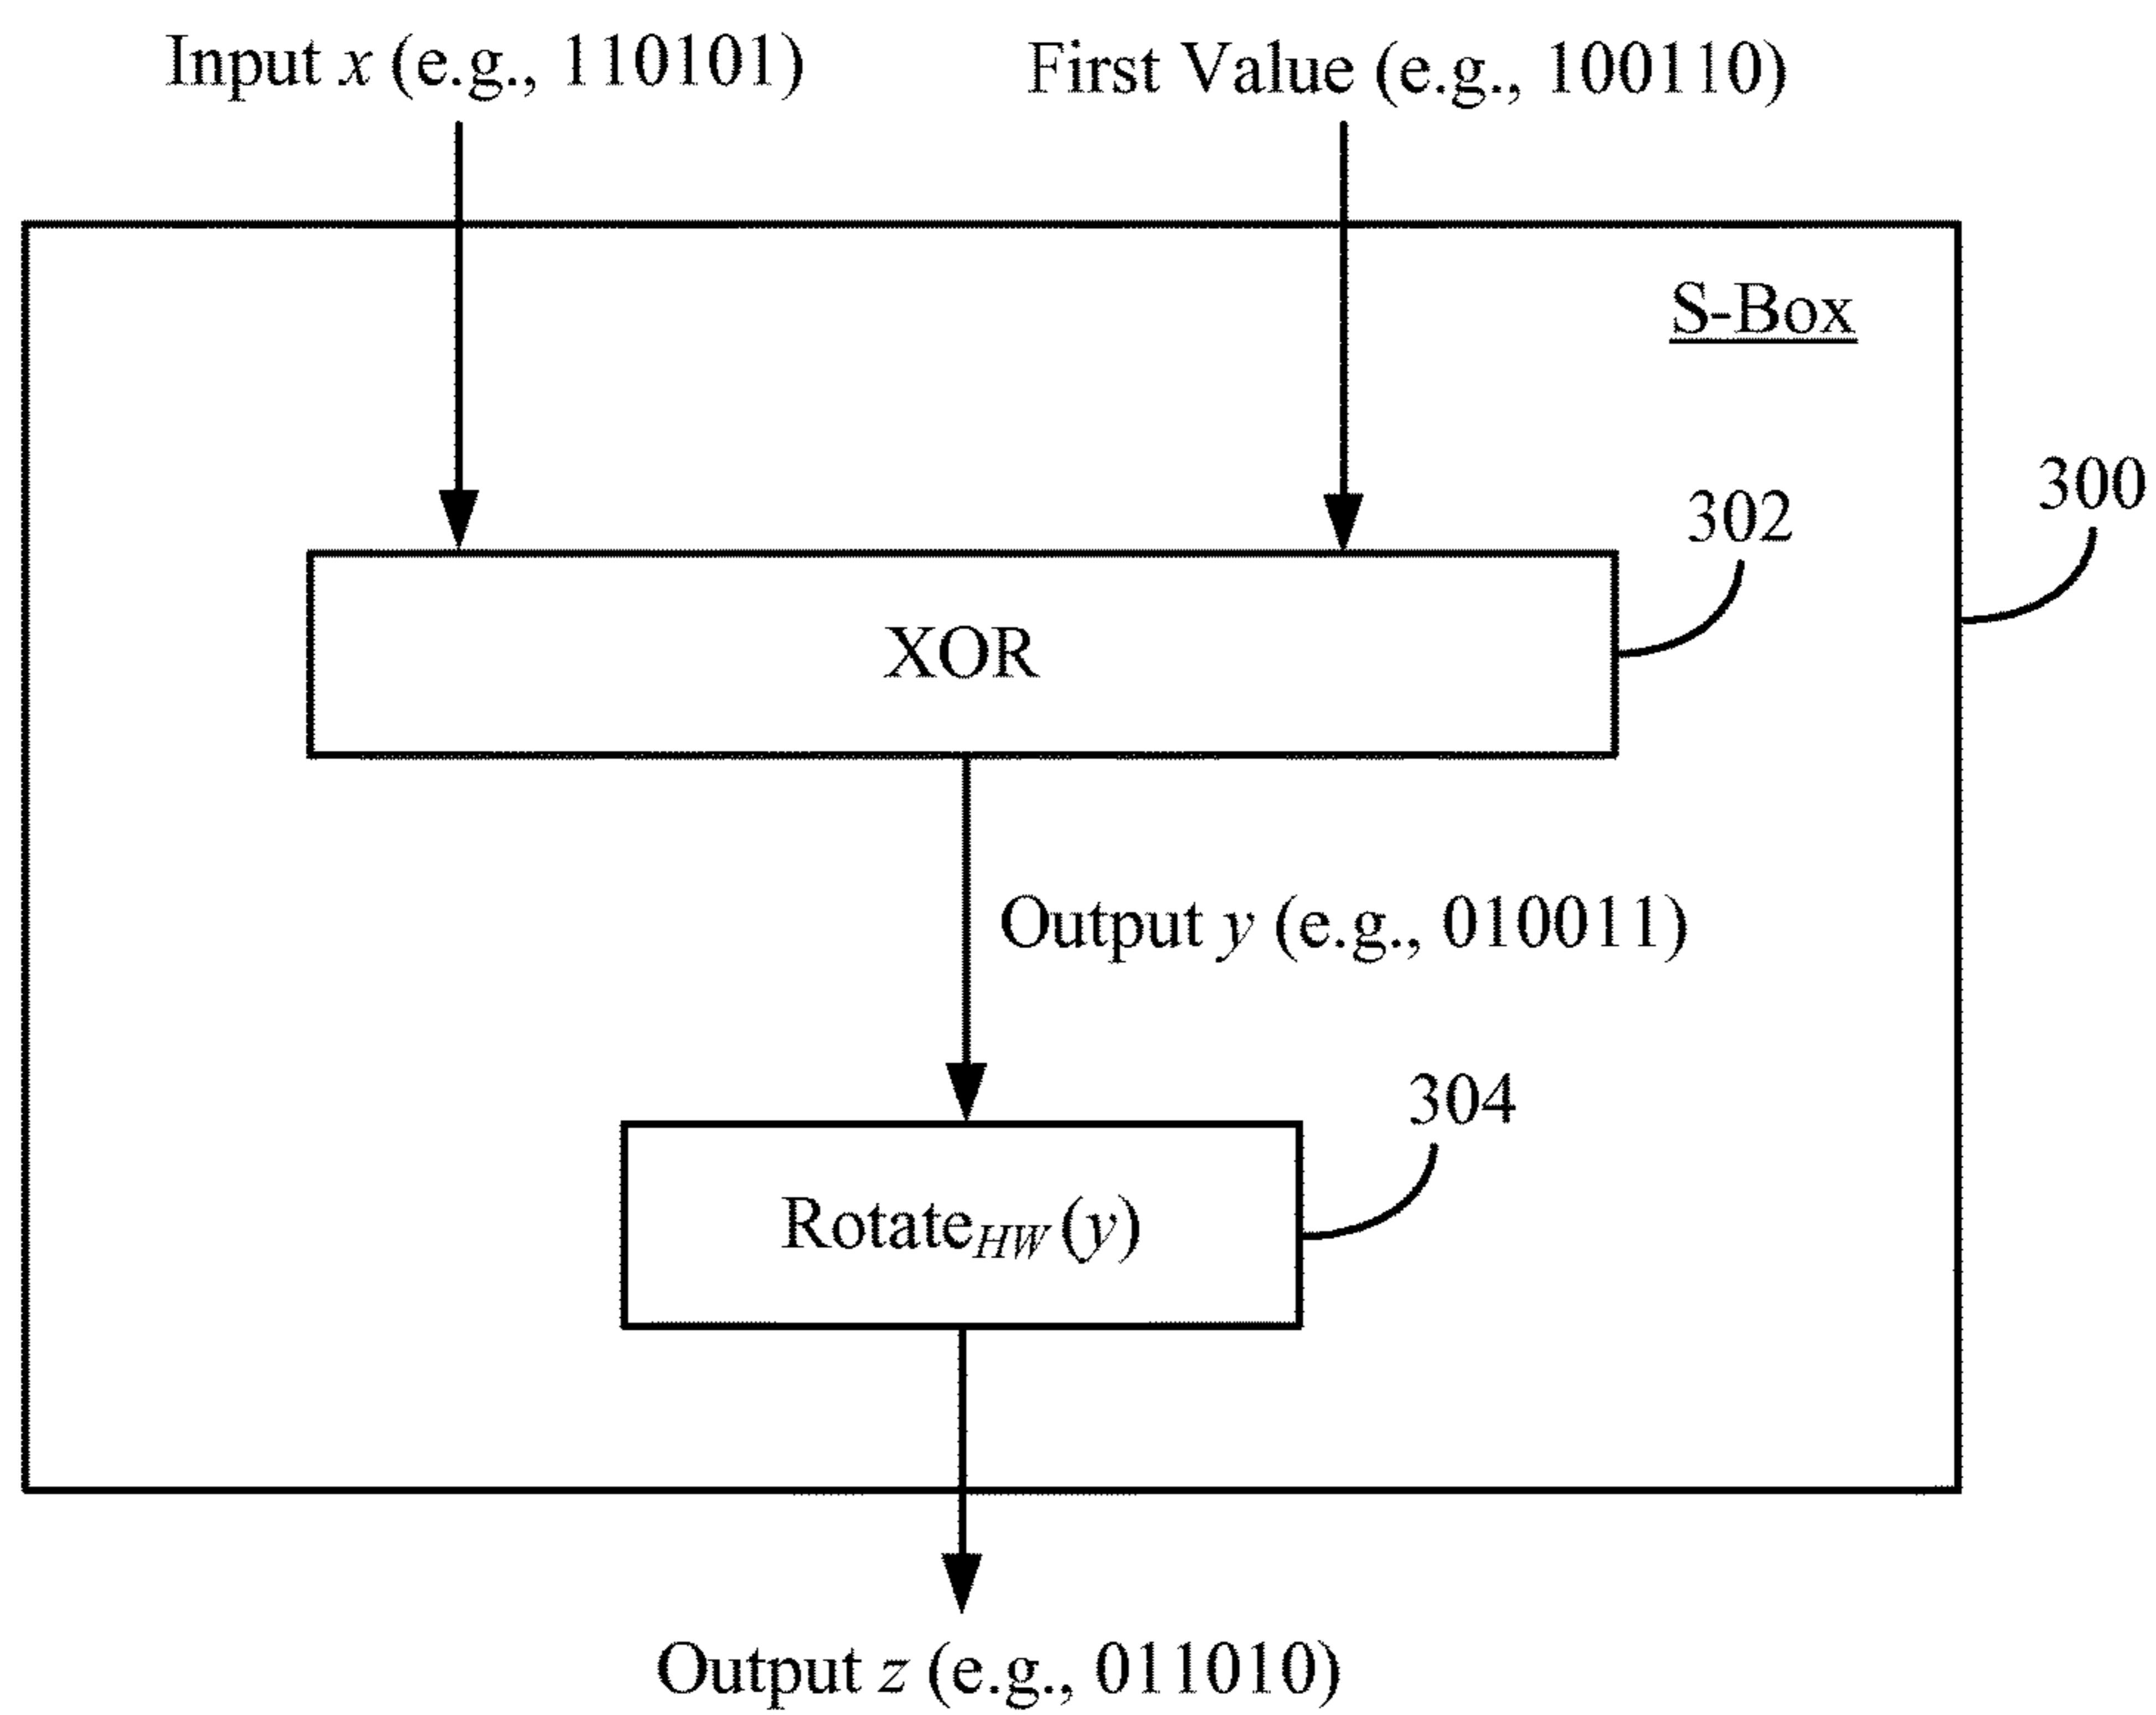 Input x (e.g., 110101)
First Value (e.g., 100110)
S-Box
300
302
XOR
Output y (e.g., 010011)
304
RotateHW(y)
Output z (e.g., 011010)